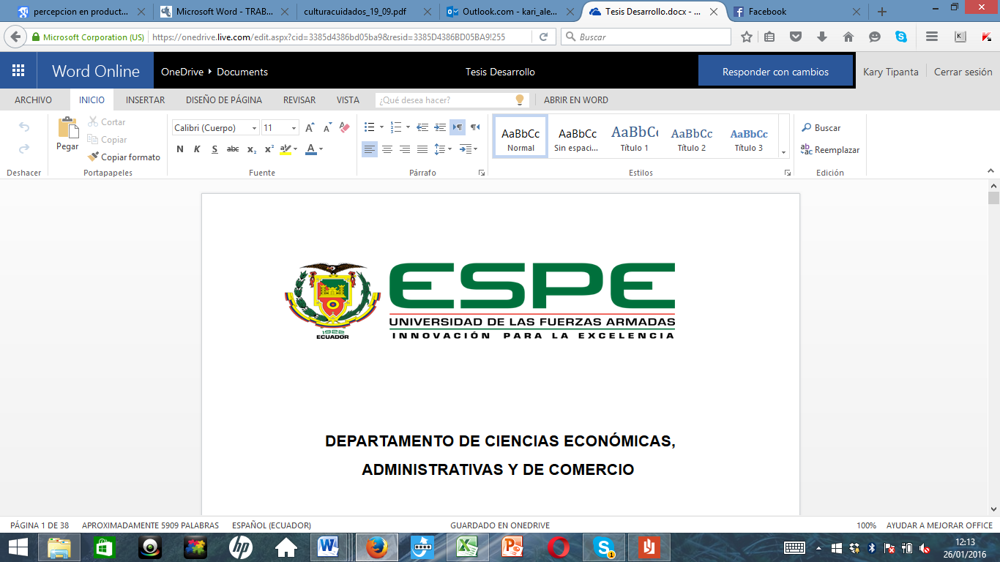 percepcion en product...
Microsoft Word - TRAB...
culturacuidados_19_09.pdf
Outlook.com - kari_ale...
Tesis Desarrollo.docx - ...
Facebook
Microsoft Corporation (US)
https://onedrive.live.com/edit.aspx?cid=3385d4386bd05ba9&resid=3385D4386BD05BA9!255
Buscar
Word Online
OneDrive
Documents
Tesis Desarrollo
Responder con cambios
Kary Tipanta
Cerrar sesión
ARCHIVO
INICIO
INSERTAR
DISEÑO DE PÁGINA
REVISAR
VISTA
¿Qué desea hacer?
ABRIR EN WORD
Pegar
Cortar
Copiar
Copiar formato
Calibri (Cuerpo)
11
N K S abc x₂ x² ab A
AaBbCc
Normal
AaBbCc
Sin espaci...
AaBbCc
Título 1
AaBbCc
Título 2
AaBbCc
Título 3
Buscar
Reemplazar
Deshacer
Portapapeles
Fuente
Párrafo
Estilos
Edición
ESPE
UNIVERSIDAD DE LAS FUERZAS ARMADAS
INNOVACIÓN PARA LA EXCELENCIA
1922
ECUADOR
DEPARTAMENTO DE CIENCIAS ECONÓMICAS,
ADMINISTRATIVAS Y DE COMERCIO
PÁGINA 1 DE 38
APROXIMADAMENTE 5909 PALABRAS
ESPAÑOL (ECUADOR)
GUARDADO EN ONEDRIVE
100%
AYUDAR A MEJORAR OFFICE
12:13
26/01/2016